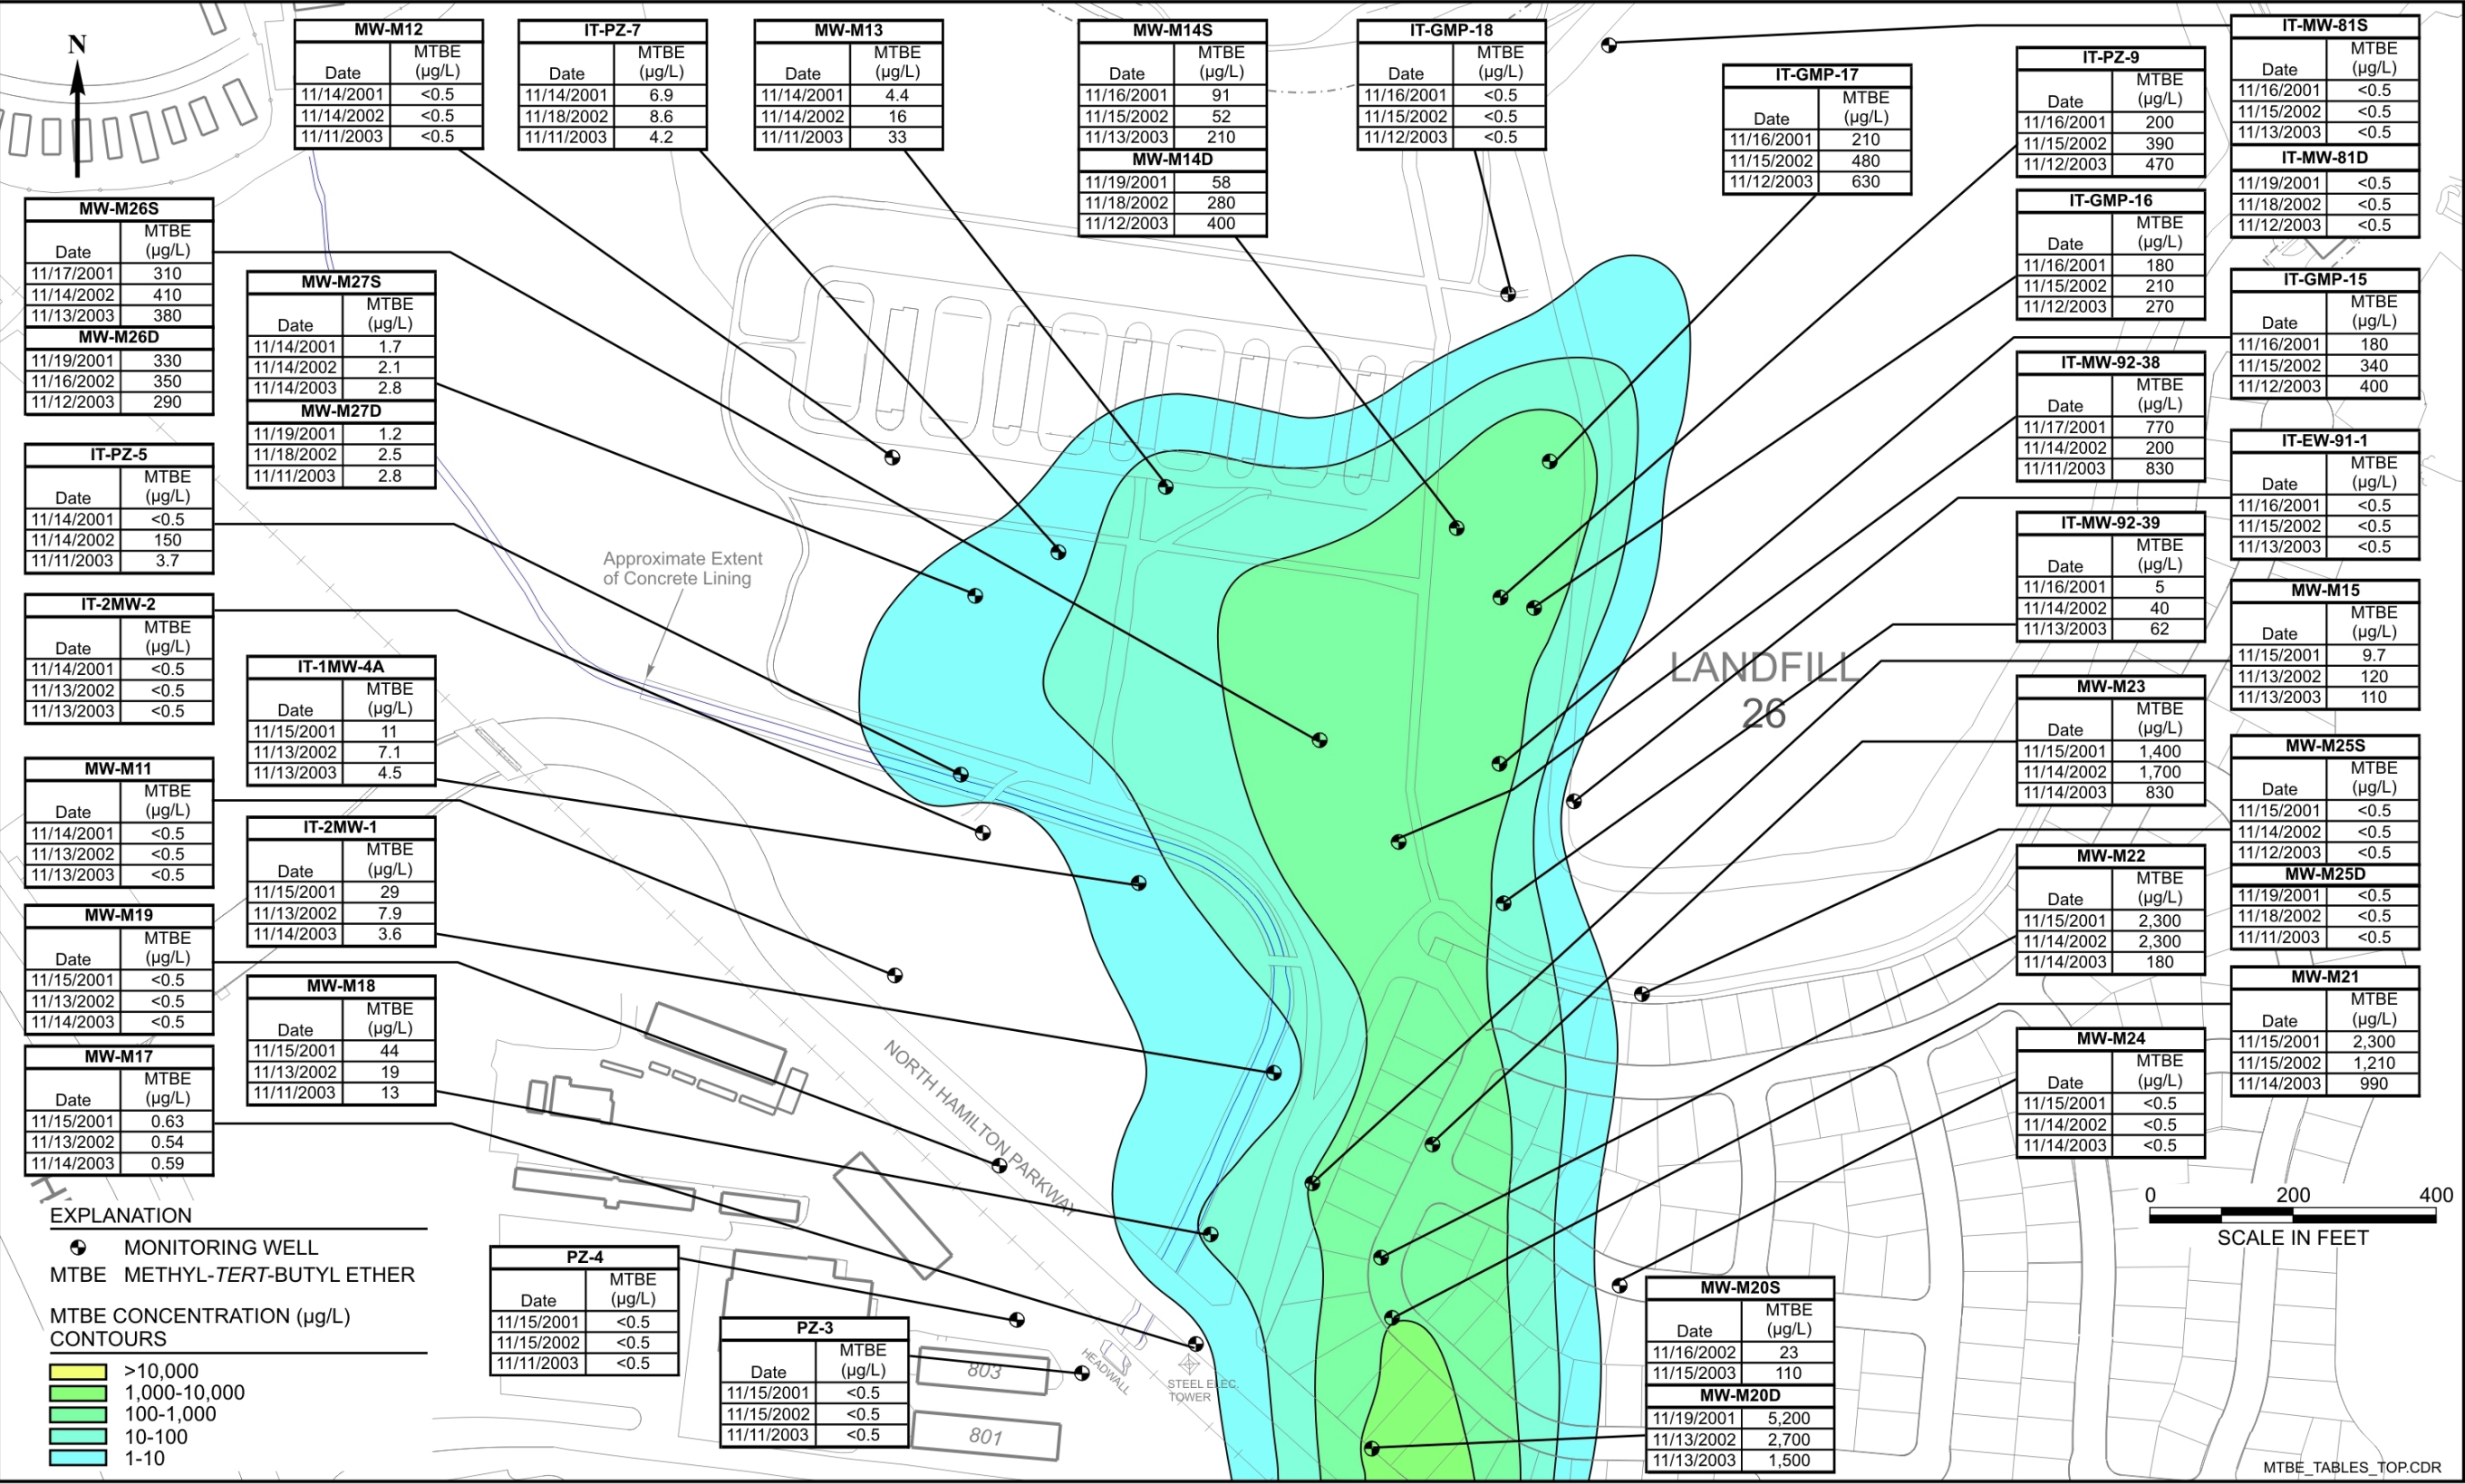 N
MW-M12
Date MTBE (µg/L)
11/14/2001 <0.5
11/14/2002 <0.5
11/11/2003 <0.5
IT-PZ-7
Date MTBE (µg/L)
11/14/2001 6.9
11/18/2002 8.6
11/11/2003 4.2
MW-M13
Date MTBE (µg/L)
11/14/2001 4.4
11/14/2002 16
11/11/2003 33
MW-M14S
Date MTBE (µg/L)
11/16/2001 91
11/15/2002 52
11/13/2003 210
MW-M14D
11/19/2001 58
11/18/2002 280
11/12/2003 400
IT-GMP-18
Date MTBE (µg/L)
11/16/2001 <0.5
11/15/2002 <0.5
11/12/2003 <0.5
IT-GMP-17
Date MTBE (µg/L)
11/16/2001 210
11/15/2002 480
11/12/2003 630
IT-PZ-9
Date MTBE (µg/L)
11/16/2001 200
11/15/2002 390
11/12/2003 470
IT-MW-81S
Date MTBE (µg/L)
11/16/2001 <0.5
11/15/2002 <0.5
11/13/2003 <0.5
IT-MW-81D
11/19/2001 <0.5
11/18/2002 <0.5
11/12/2003 <0.5
IT-GMP-16
Date MTBE (µg/L)
11/16/2001 180
11/15/2002 210
11/12/2003 270
IT-GMP-15
Date MTBE (µg/L)
11/16/2001 180
11/15/2002 340
11/12/2003 400
IT-MW-92-38
Date MTBE (µg/L)
11/17/2001 770
11/14/2002 200
11/11/2003 830
IT-EW-91-1
Date MTBE (µg/L)
11/16/2001 <0.5
11/15/2002 <0.5
11/13/2003 <0.5
IT-MW-92-39
Date MTBE (µg/L)
11/16/2001 5
11/14/2002 40
11/13/2003 62
MW-M15
Date MTBE (µg/L)
11/15/2001 9.7
11/13/2002 120
11/13/2003 110
MW-M23
Date MTBE (µg/L)
11/15/2001 1,400
11/14/2002 1,700
11/14/2003 830
MW-M25S
Date MTBE (µg/L)
11/15/2001 <0.5
11/14/2002 <0.5
11/12/2003 <0.5
MW-M25D
11/19/2001 <0.5
11/18/2002 <0.5
11/11/2003 <0.5
MW-M22
Date MTBE (µg/L)
11/15/2001 2,300
11/14/2002 2,300
11/14/2003 180
MW-M21
Date MTBE (µg/L)
11/15/2001 2,300
11/15/2002 1,210
11/14/2003 990
MW-M24
Date MTBE (µg/L)
11/15/2001 <0.5
11/14/2002 <0.5
11/14/2003 <0.5
MW-M26S
Date MTBE (µg/L)
11/17/2001 310
11/14/2002 410
11/13/2003 380
MW-M26D
11/19/2001 330
11/16/2002 350
11/12/2003 290
MW-M27S
Date MTBE (µg/L)
11/14/2001 1.7
11/14/2002 2.1
11/14/2003 2.8
MW-M27D
11/19/2001 1.2
11/18/2002 2.5
11/11/2003 2.8
IT-PZ-5
Date MTBE (µg/L)
11/14/2001 <0.5
11/14/2002 150
11/11/2003 3.7
IT-2MW-2
Date MTBE (µg/L)
11/14/2001 <0.5
11/13/2002 <0.5
11/13/2003 <0.5
IT-1MW-4A
Date MTBE (µg/L)
11/15/2001 11
11/13/2002 7.1
11/13/2003 4.5
MW-M11
Date MTBE (µg/L)
11/14/2001 <0.5
11/13/2002 <0.5
11/13/2003 <0.5
IT-2MW-1
Date MTBE (µg/L)
11/15/2001 29
11/13/2002 7.9
11/14/2003 3.6
MW-M19
Date MTBE (µg/L)
11/15/2001 <0.5
11/13/2002 <0.5
11/14/2003 <0.5
MW-M18
Date MTBE (µg/L)
11/15/2001 44
11/13/2002 19
11/11/2003 13
MW-M17
Date MTBE (µg/L)
11/15/2001 0.63
11/13/2002 0.54
11/14/2003 0.59
PZ-4
Date MTBE (µg/L)
11/15/2001 <0.5
11/15/2002 <0.5
11/11/2003 <0.5
PZ-3
Date MTBE (µg/L)
11/15/2001 <0.5
11/15/2002 <0.5
11/11/2003 <0.5
MW-M20S
Date MTBE (µg/L)
11/16/2002 23
11/15/2003 110
MW-M20D
11/19/2001 5,200
11/13/2002 2,700
11/13/2003 1,500
Approximate Extent
of Concrete Lining
LANDFILL
26
NORTH HAMILTON PARKWAY
HEADWALL
STEEL ELEC.
TOWER
803
801
EXPLANATION
MONITORING WELL
MTBE METHYL-TERT-BUTYL ETHER
MTBE CONCENTRATION (µg/L)
CONTOURS
>10,000
1,000-10,000
100-1,000
10-100
1-10
0 200 400
SCALE IN FEET
MTBE_TABLES_TOP.CDR